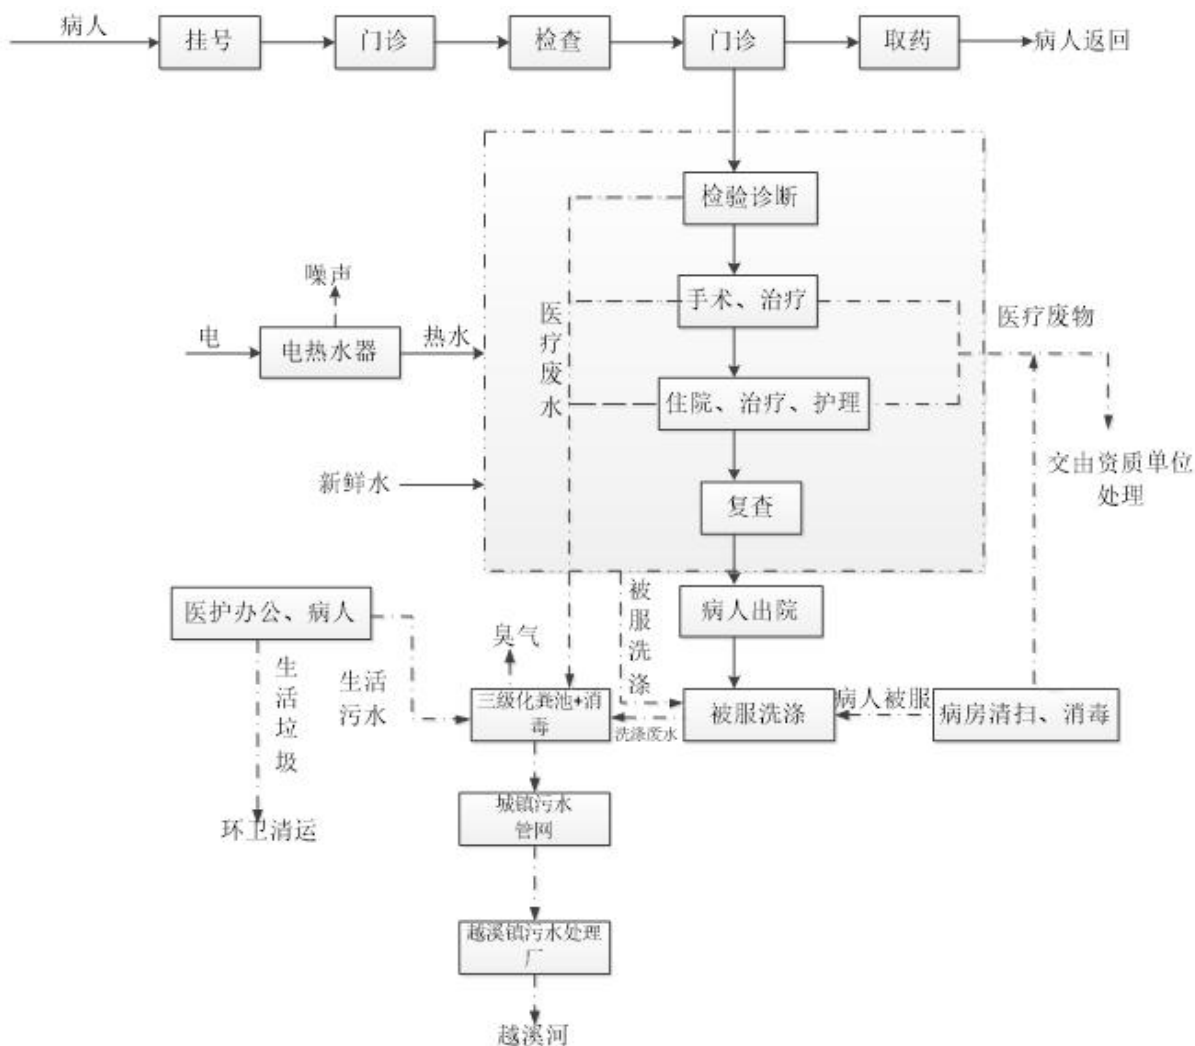 病人
挂号
门诊
检查
门诊
取药
病人返回
检验诊断
噪声
手术、治疗
医疗废水
医疗废物
电
电热水器
热水
住院、治疗、护理
交由资质单位
处理
新鲜水
复查
医护办公、病人
被服洗涤
病人出院
臭气
生活垃圾
生活
污水
三级化粪池+消
毒
洗涤废水
被服洗涤
病人被服
病房清扫、消毒
城镇污水
管网
环卫清运
越溪镇污水处理
厂
越溪河